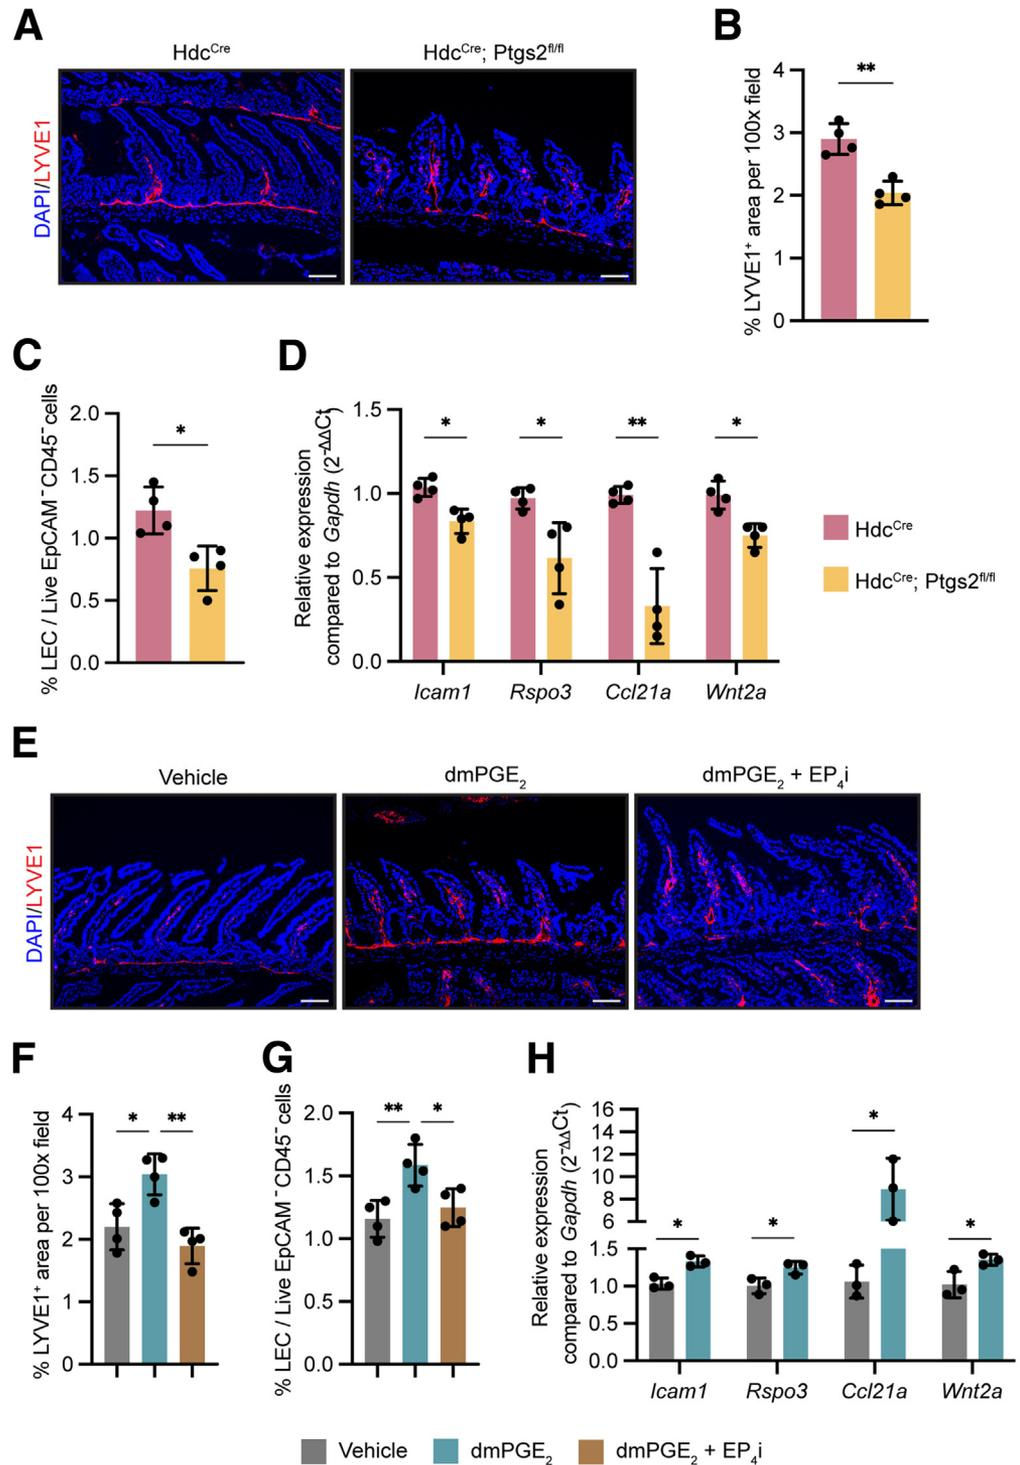 A
Hdc^Cre
Hdc^Cre; Ptgs2^fl/fl
DAPI/LYVE1
B
% LYVE1⁺ area per 100x field
4
3
2
1
0
**
C
% LEC / Live EpCAM⁻CD45⁻ cells
2.0
1.5
1.0
0.5
0.0
*
D
Relative expression
compared to Gapdh (2^-ΔΔCt)
1.5
1.0
0.5
0.0
* * ** *
Icam1 Rspo3 Ccl21a Wnt2a
Hdc^Cre
Hdc^Cre; Ptgs2^fl/fl
E
Vehicle
dmPGE₂
dmPGE₂ + EP₄i
DAPI/LYVE1
F
% LYVE1⁺ area per 100x field
4
3
2
1
0
* **
G
% LEC / Live EpCAM⁻CD45⁻ cells
2.0
1.5
1.0
0.5
0.0
** *
H
Relative expression
compared to Gapdh (2^-ΔΔCt)
16
14
12
10
8
6
1.5
1.0
0.5
0.0
* * * *
Icam1 Rspo3 Ccl21a Wnt2a
Vehicle dmPGE₂ dmPGE₂ + EP₄i